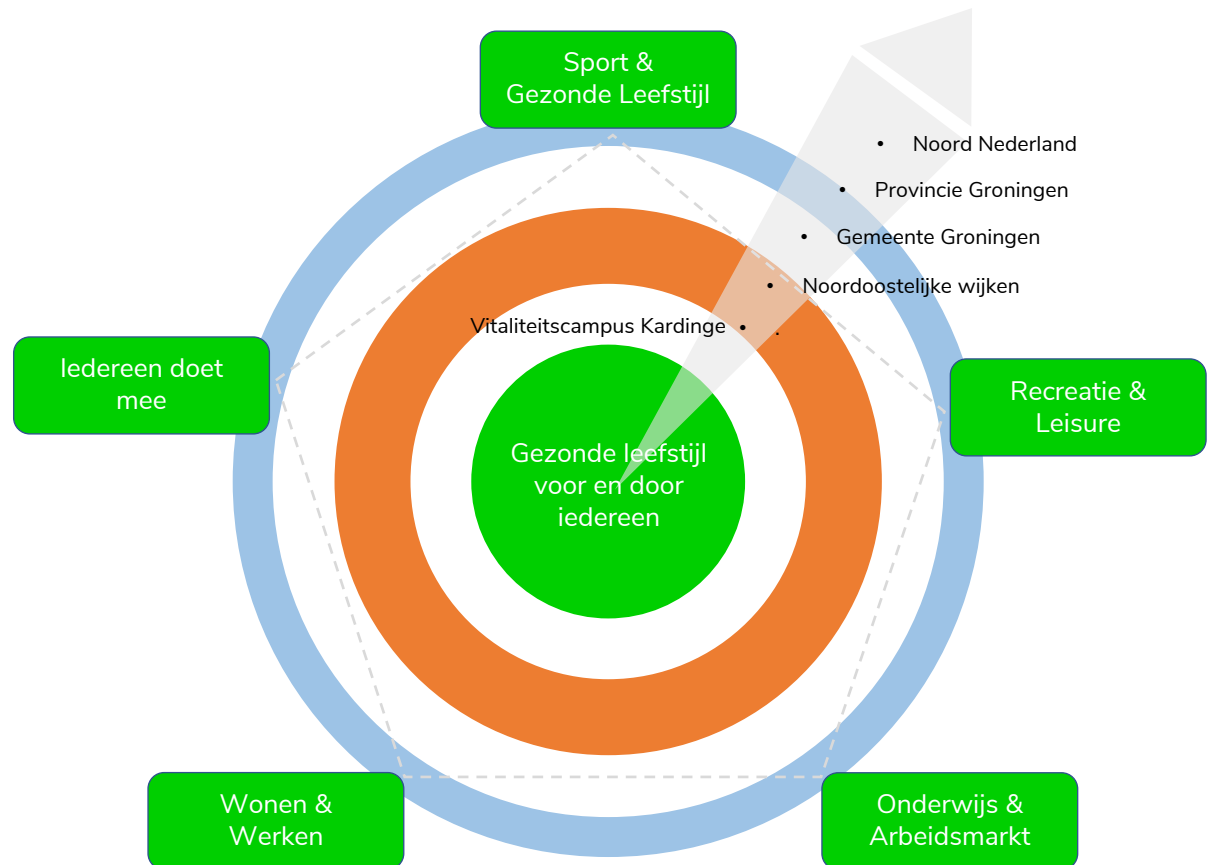 Sport &
Gezonde Leefstijl
• Noord Nederland
• Provincie Groningen
• Gemeente Groningen
• Noordoostelijke wijken
Vitaliteitscampus Kardinge • .
Iedereen doet
mee
Recreatie &
Leisure
Gezonde leefstijl
voor en door
iedereen
Wonen &
Werken
Onderwijs &
Arbeidsmarkt